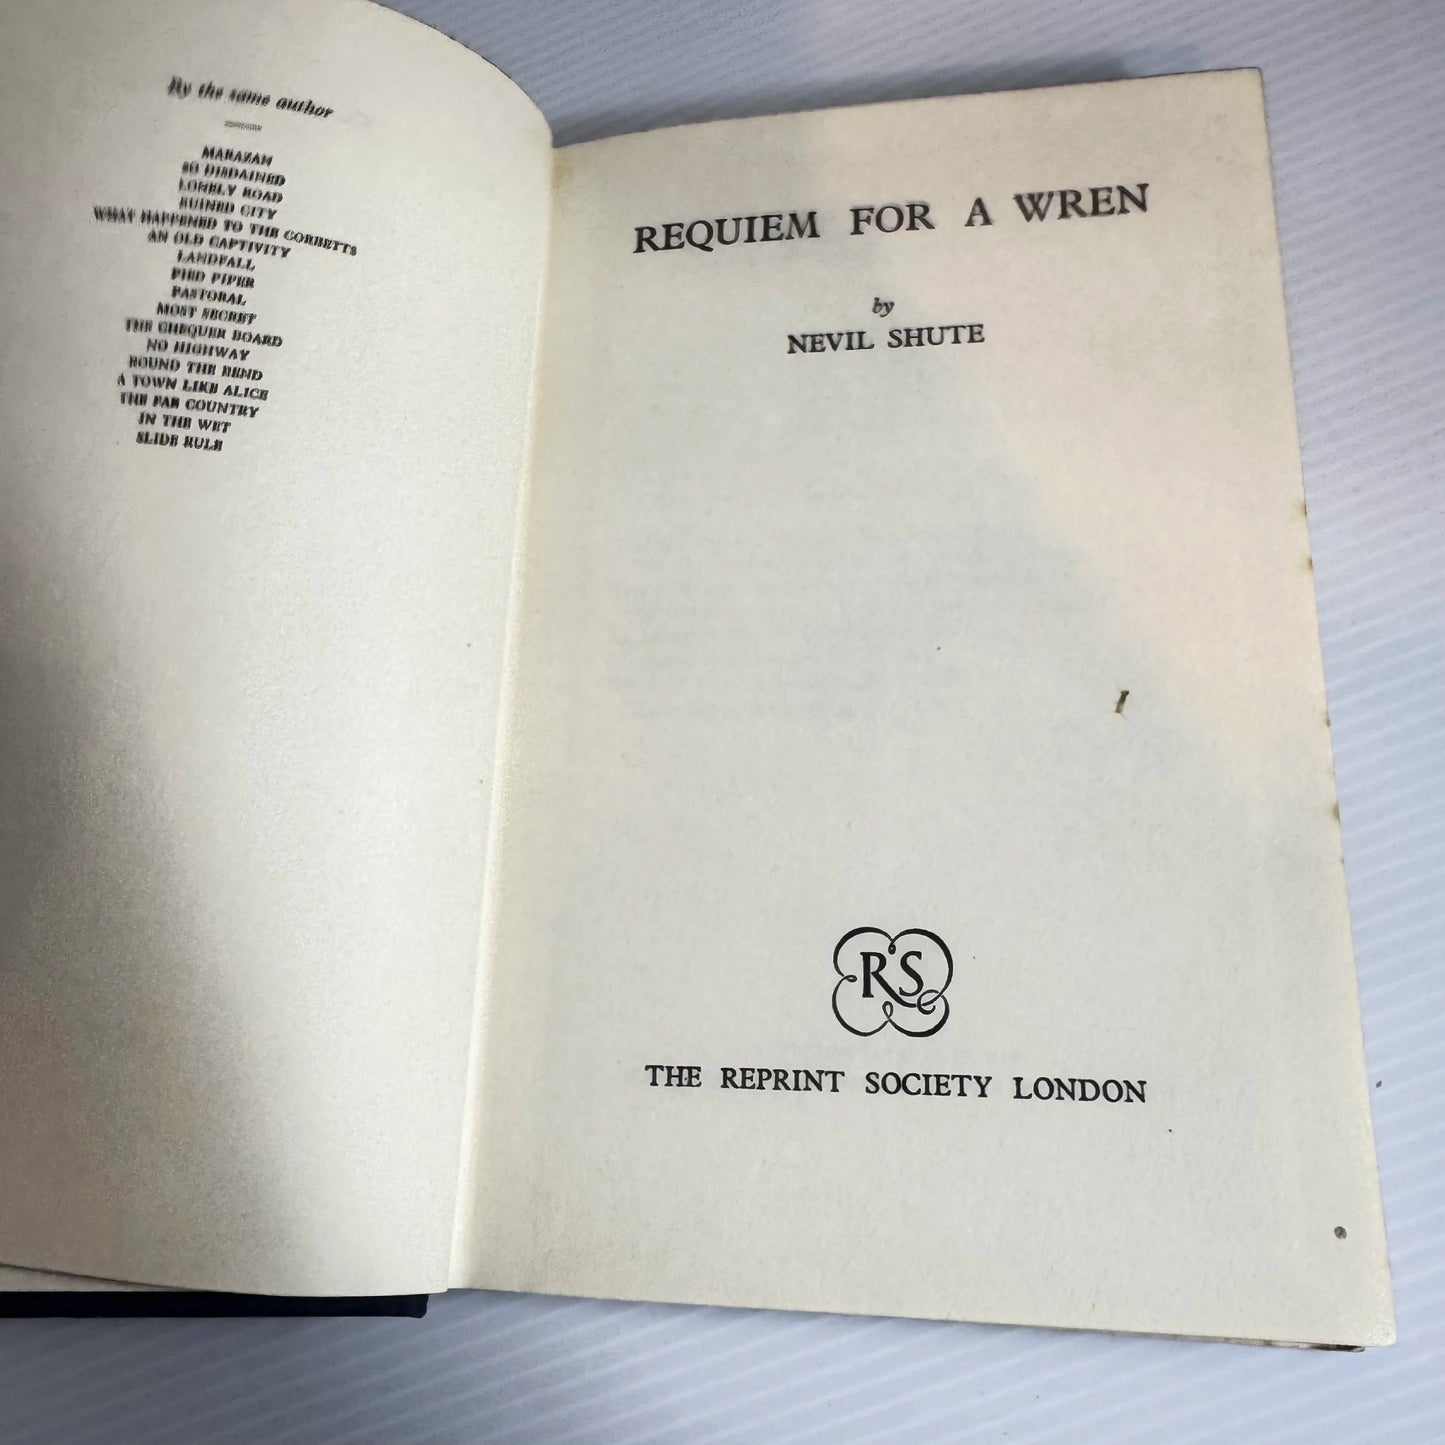 By the same author
MARAZAN
SO DISDAINED
LONELY ROAD
RUINED CITY
WHAT HAPPENED TO THE CORBETTS
AN OLD CAPTIVITY
LANDFALL
PIED PIPER
PASTORAL
MOST SECRET
THE CHEQUER BOARD
NO HIGHWAY
ROUND THE BEND
A TOWN LIKE ALICE
THE FAR COUNTRY
IN THE WET
SLIDE RULE
REQUIEM FOR A WREN
by
NEVIL SHUTE
RS
THE REPRINT SOCIETY LONDON